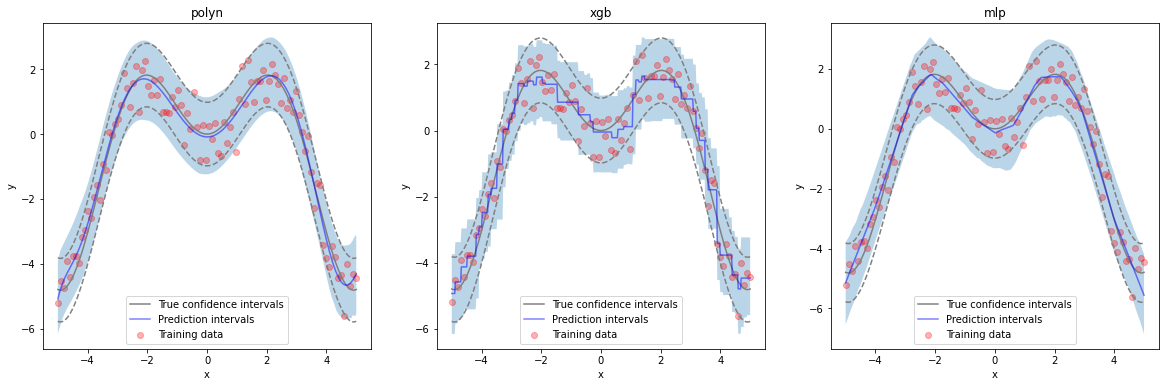 polyn
y
2
0
−2
−4
−6
−4
−2
0
2
4
x
True confidence intervals
Prediction intervals
Training data
xgb
y
2
0
−2
−4
−6
−4
−2
0
2
4
x
True confidence intervals
Prediction intervals
Training data
mlp
y
2
0
−2
−4
−6
−4
−2
0
2
4
x
True confidence intervals
Prediction intervals
Training data